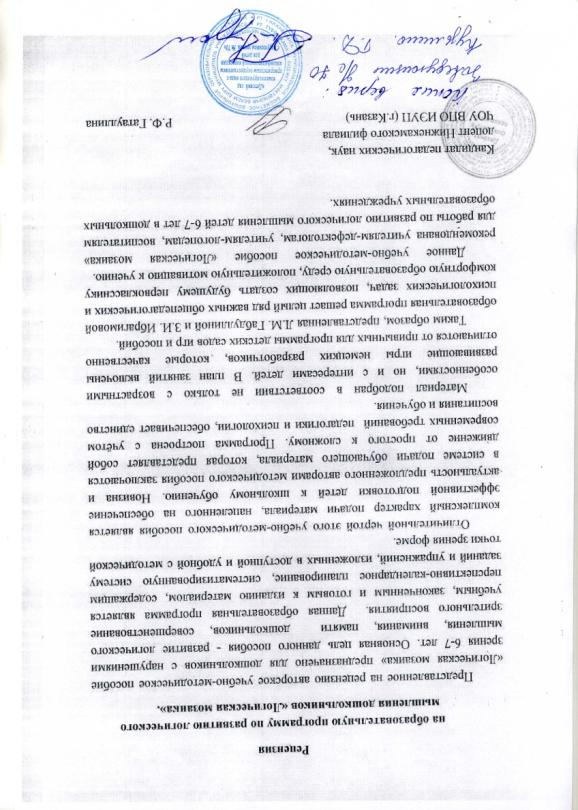 Рецензия
на образовательную программу по развитию логического
мышления дошкольников «Логическая мозаика».
Представленное на рецензию авторское учебно-методическое пособие
«Логическая мозаика» предназначено для дошкольников с нарушениями
зрения 6-7 лет. Основная цель данного пособия - развитие логического
мышления, внимания, памяти дошкольников, совершенствование
зрительного восприятия. Данная образовательная программа является
учебным, законченным и готовым к изданию материалом, содержащим
перспективно-календарное планирование, систематизированную систему
заданий и упражнений, изложенных в доступной и удобной с методической
точки зрения форме.
Отличительной чертой этого учебно-методического пособия является
комплексный характер подачи материала, нацеленного на обеспечение
эффективной подготовки детей к школьному обучению. Новизна и
актуальность предложенного авторами методического пособия заключаются
в системе подачи обучающего материала, которая представляет собой
движение от простого к сложному. Программа построена с учётом
современных требований педагогики и психологии, обеспечивает единство
воспитания и обучения.
Материал подобран в соответствии не только с возрастными
особенностями, но и с интересами детей. В план занятий включены
развивающие игры немецких разработчиков, которые качественно
отличаются от привычных для программы детских садов игр и пособий.
Таким образом, представленная Л.М. Габдуллиной и З.И. Ибрагимовой
образовательная программа решает целый ряд важных общепедагогических и
психологических задач, позволяющих создать будущему первокласснику
комфортную образовательную среду, положительную мотивацию к учению.
Данное учебно-методическое пособие «Логическая мозаика»
рекомендована учителям-дефектологам, учителям-логопедам, воспитателям
для работы по развитию логического мышления детей 6-7 лет в дошкольных
образовательных учреждениях.
Кандидат педагогических наук,
доцент Нижнекамского филиала
ЧОУ ВПО ИЭУП (г.Казань) Р.Ф. Гатауллина
Копия верна.
Заведующий № 70